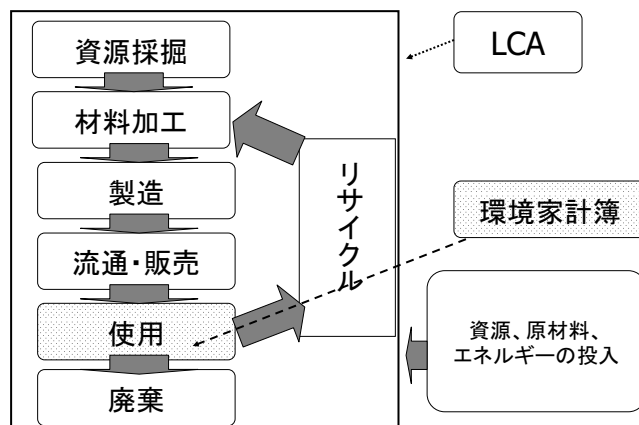 資源採掘
材料加工
製造
流通・販売
使用
廃棄
リサイクル
LCA
環境家計簿
資源、原材料、
エネルギーの投入